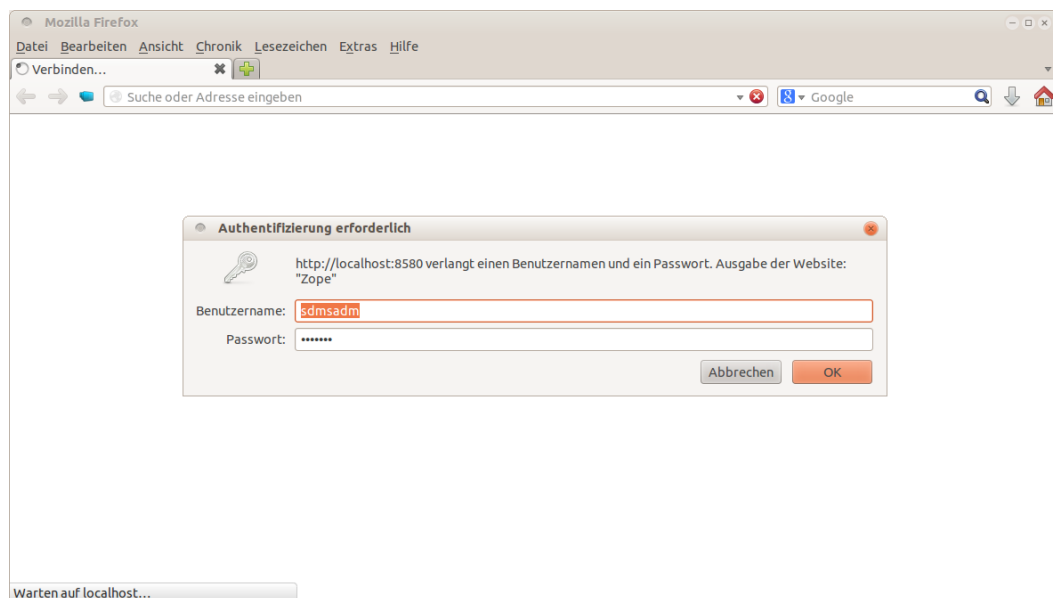 Mozilla Firefox
Datei Bearbeiten Ansicht Chronik Lesezeichen Extras Hilfe
Verbinden...
Suche oder Adresse eingeben
Google
Authentifizierung erforderlich
http://localhost:8580 verlangt einen Benutzernamen und ein Passwort. Ausgabe der Website:
"Zope"
Benutzername: sdmsadm
Passwort: •••••••
Abbrechen OK
Warten auf localhost...